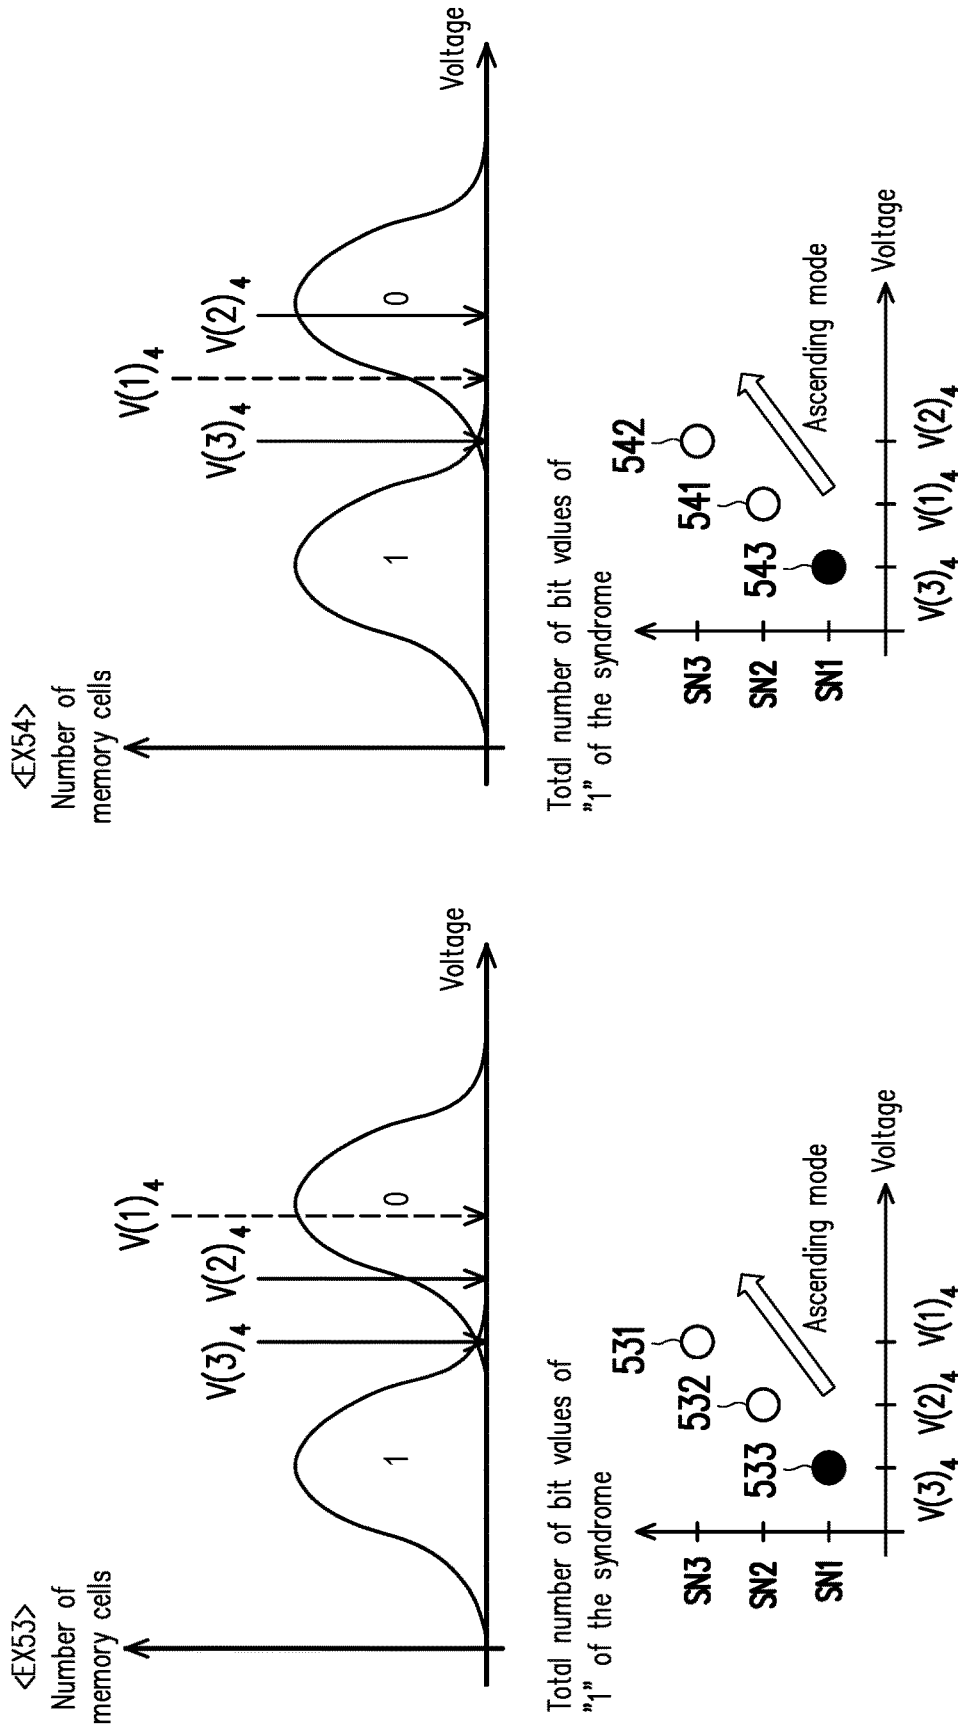 <EX53>
Number of
memory cells
V(1)4
V(2)4
V(3)4
1
0
Voltage
Total number of bit values of
"1" of the syndrome
SN3
SN2
SN1
531
532
533
Ascending mode
Voltage
V(3)4
V(2)4
V(1)4
<EX54>
Number of
memory cells
V(1)4
V(3)4
V(2)4
1
0
Voltage
Total number of bit values of
"1" of the syndrome
SN3
SN2
SN1
542
541
543
Ascending mode
Voltage
V(3)4
V(1)4
V(2)4